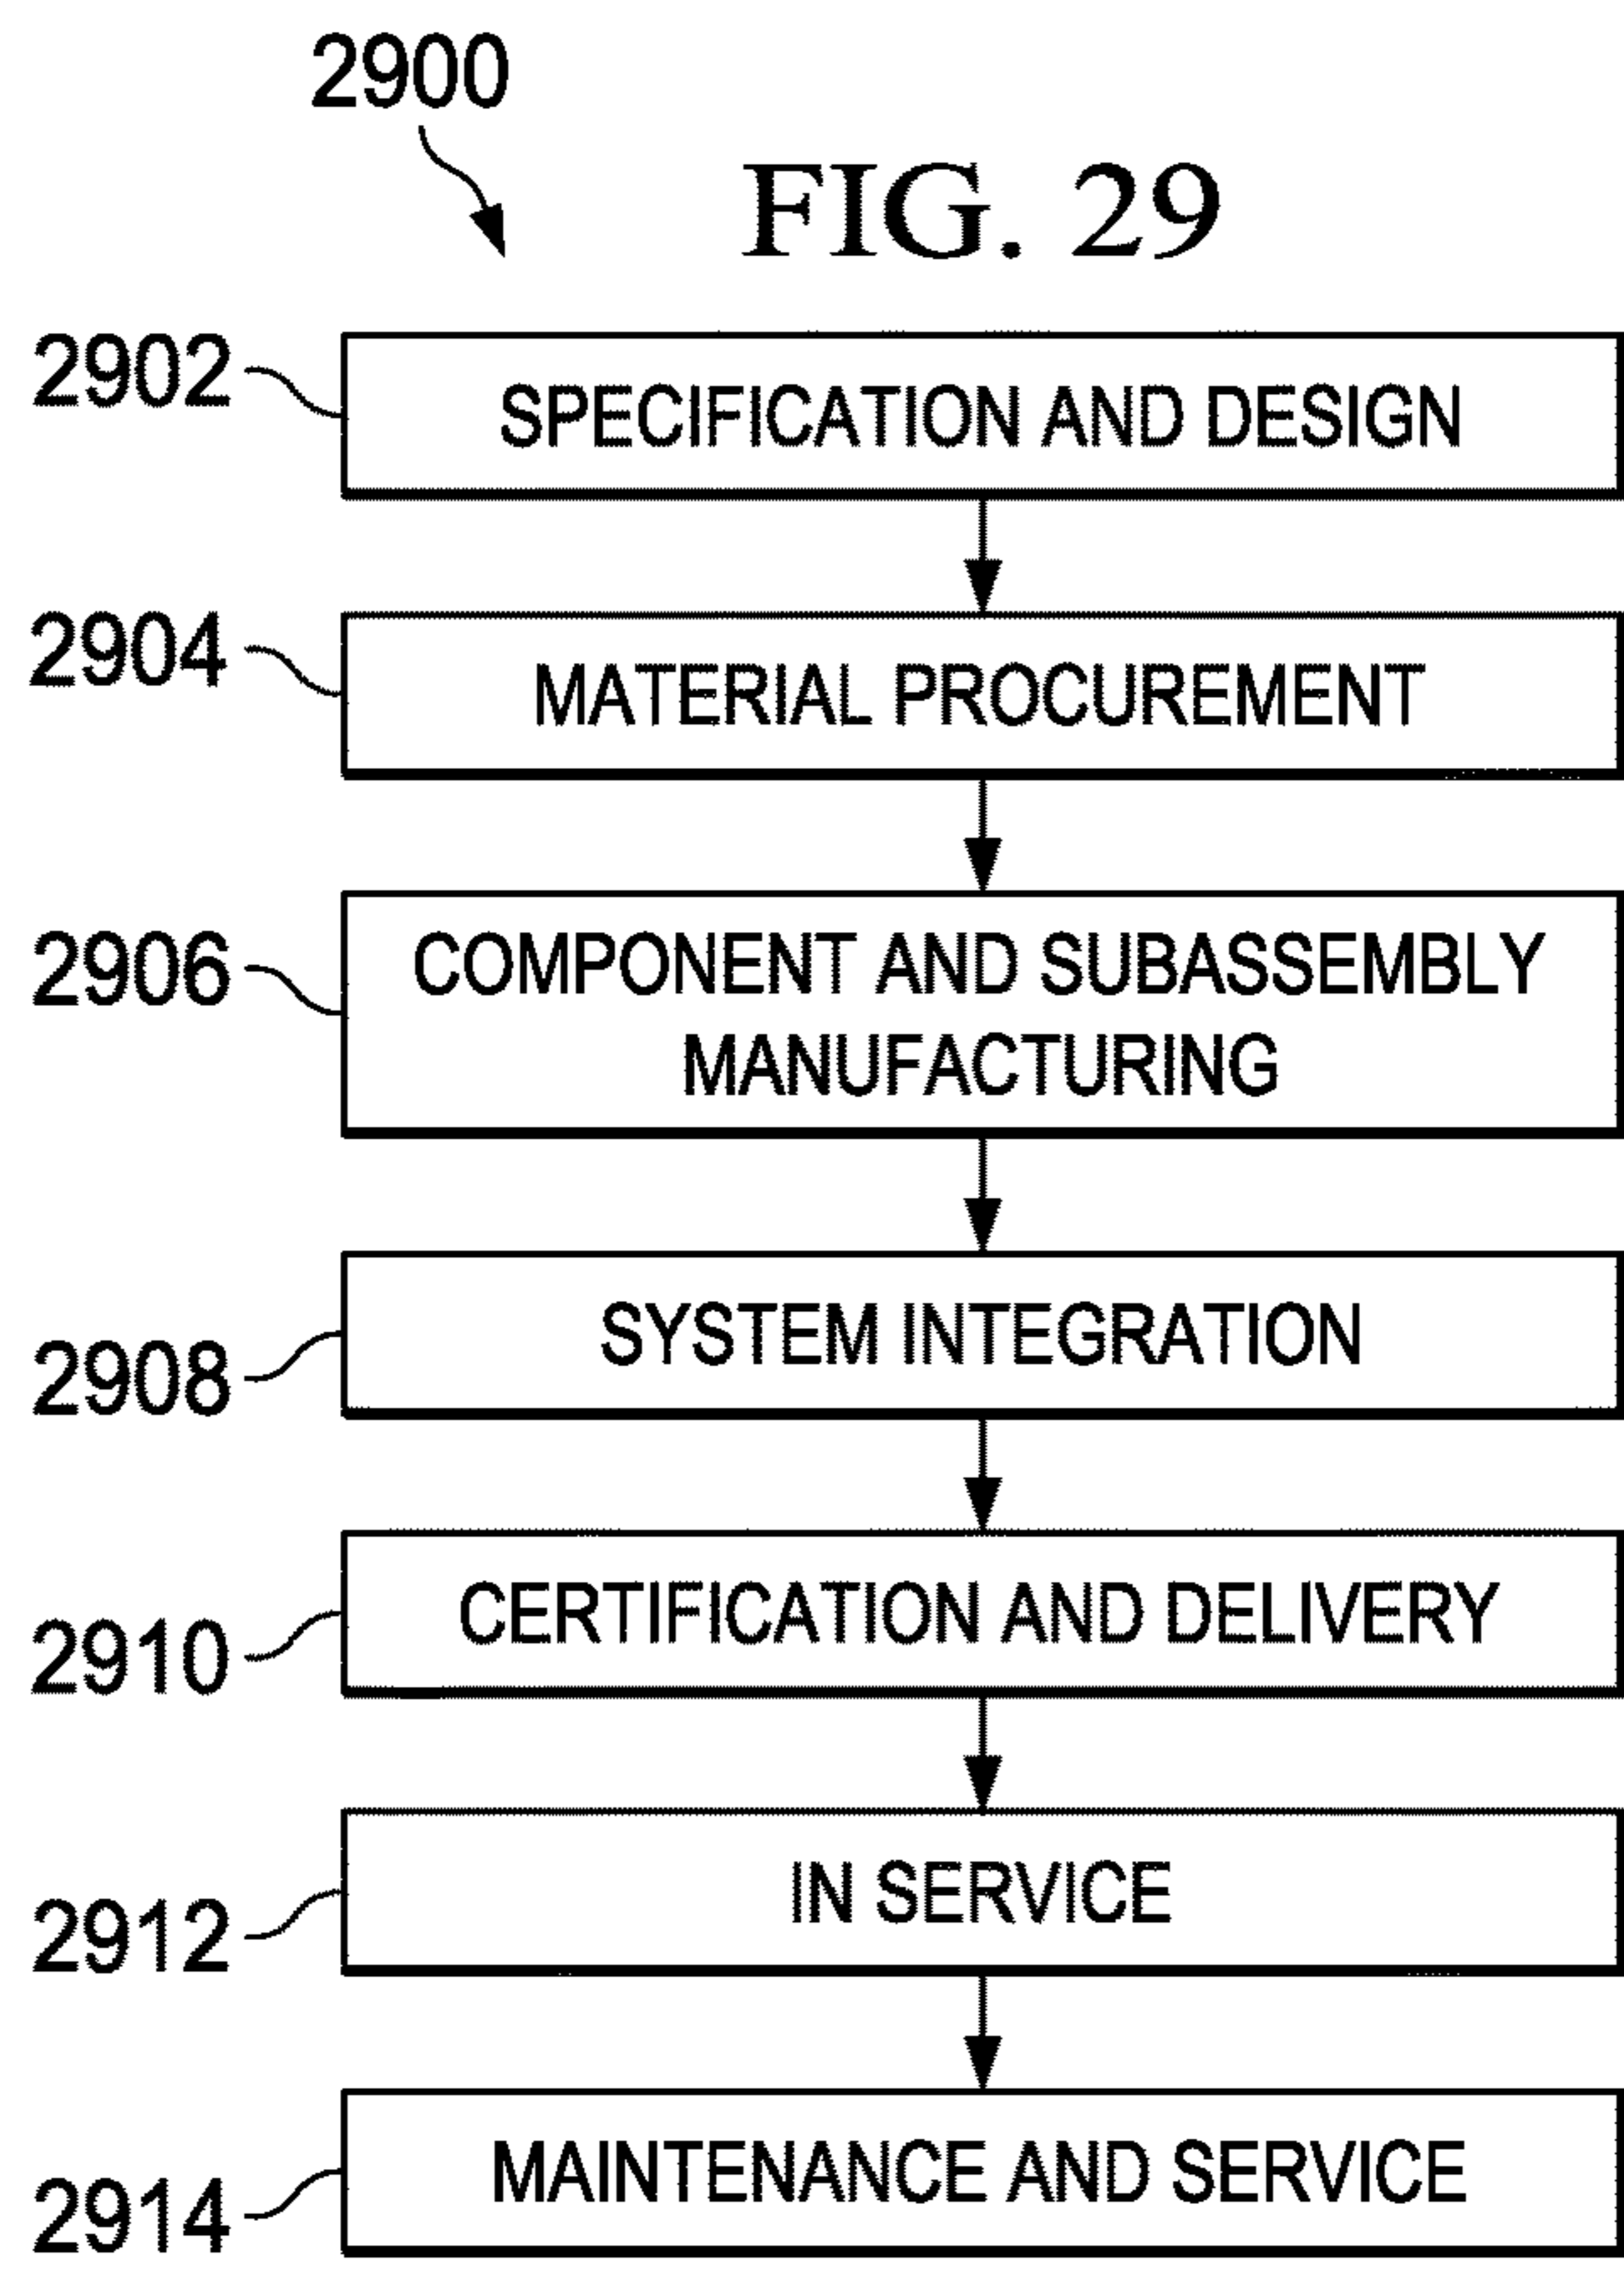 2900
FIG. 29
2902
SPECIFICATION AND DESIGN
2904
MATERIAL PROCUREMENT
2906
COMPONENT AND SUBASSEMBLY
MANUFACTURING
2908
SYSTEM INTEGRATION
2910
CERTIFICATION AND DELIVERY
2912
IN SERVICE
2914
MAINTENANCE AND SERVICE